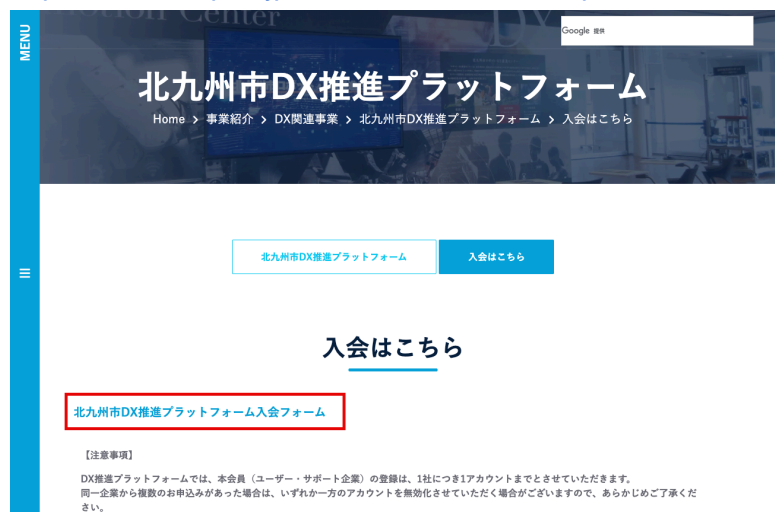 MENU
Center
DX
Google 提供
北九州市DX推進プラットフォーム
Home > 事業紹介 > DX関連事業 > 北九州市DX推進プラットフォーム > 入会はこちら
北九州市DX推進プラットフォーム
入会はこちら
入会はこちら
北九州市DX推進プラットフォーム入会フォーム
【注意事項】
DX推進プラットフォームでは、本会員（ユーザー・サポート企業）の登録は、1社につき1アカウントまでとさせていただきます。
同一企業から複数のお申込みがあった場合は、いずれか一方のアカウントを無効化させていただく場合がございますので、あらかじめご了承くだ
さい。